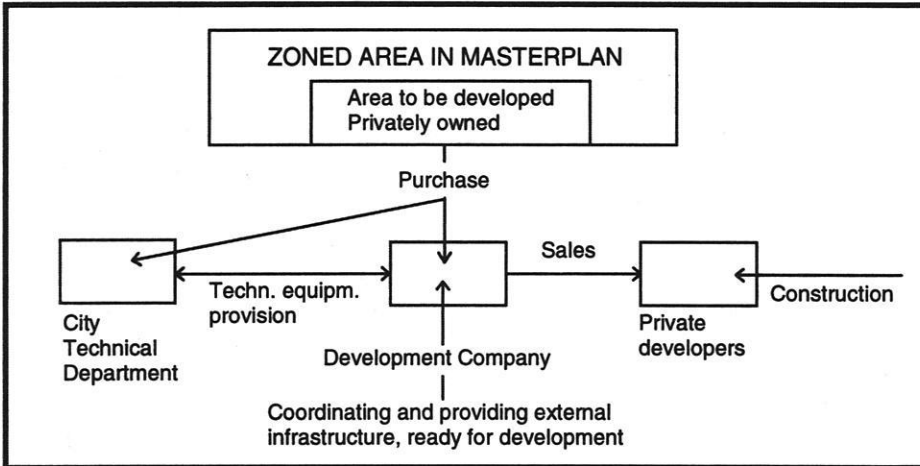 ZONED AREA IN MASTERPLAN
Area to be developed
Privately owned
Purchase
Sales
Techn. equipm.
provision
Construction
City
Technical
Department
Private
developers
Development Company
Coordinating and providing external
infrastructure, ready for development